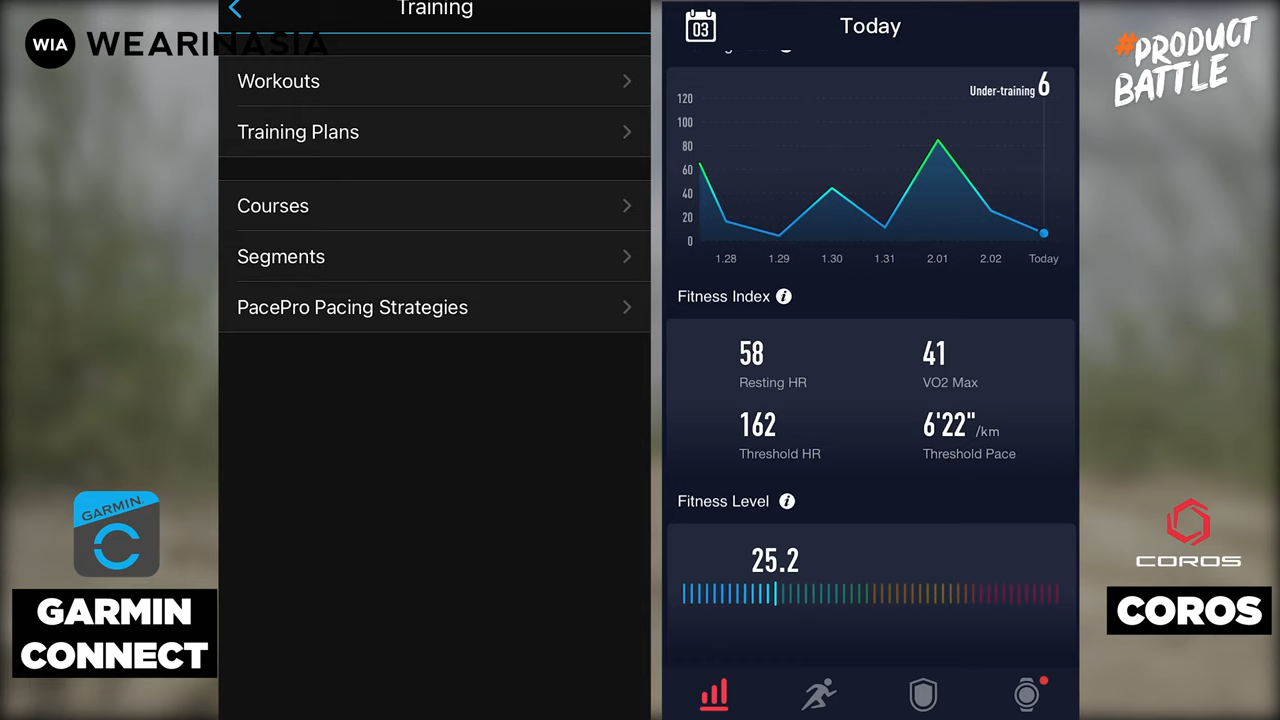 WIA WEARINASIA
Training
Workouts
Training Plans
Courses
Segments
PacePro Pacing Strategies
GARMIN
GARMIN
CONNECT
03
Today
Under-training 6
120
100
80
60
40
20
0
1.28 1.29 1.30 1.31 2.01 2.02 Today
Fitness Index
58 41
Resting HR VO2 Max
162 6'22" /km
Threshold HR Threshold Pace
Fitness Level
25.2
#PRODUCT
BATTLE
COROS
COROS